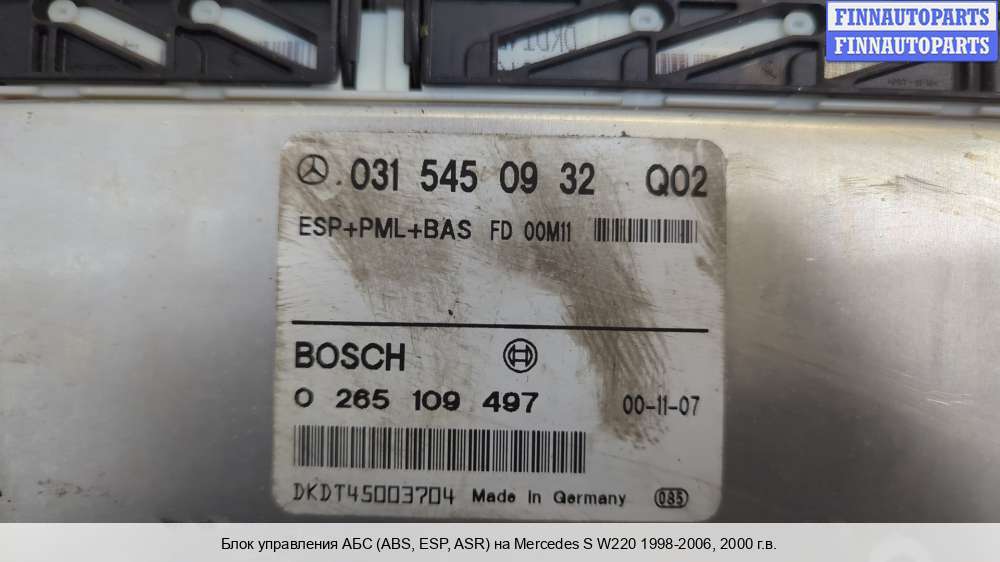 FINNAUTOPARTS
FINNAUTOPARTS
031 545 09 32 Q02
ESP+PML+BAS FD 00M11
BOSCH
0 265 109 497 00-11-07
DKDT45003704 Made in Germany 085
Блок управления АБС (ABS, ESP, ASR) на Mercedes S W220 1998-2006, 2000 г.в.